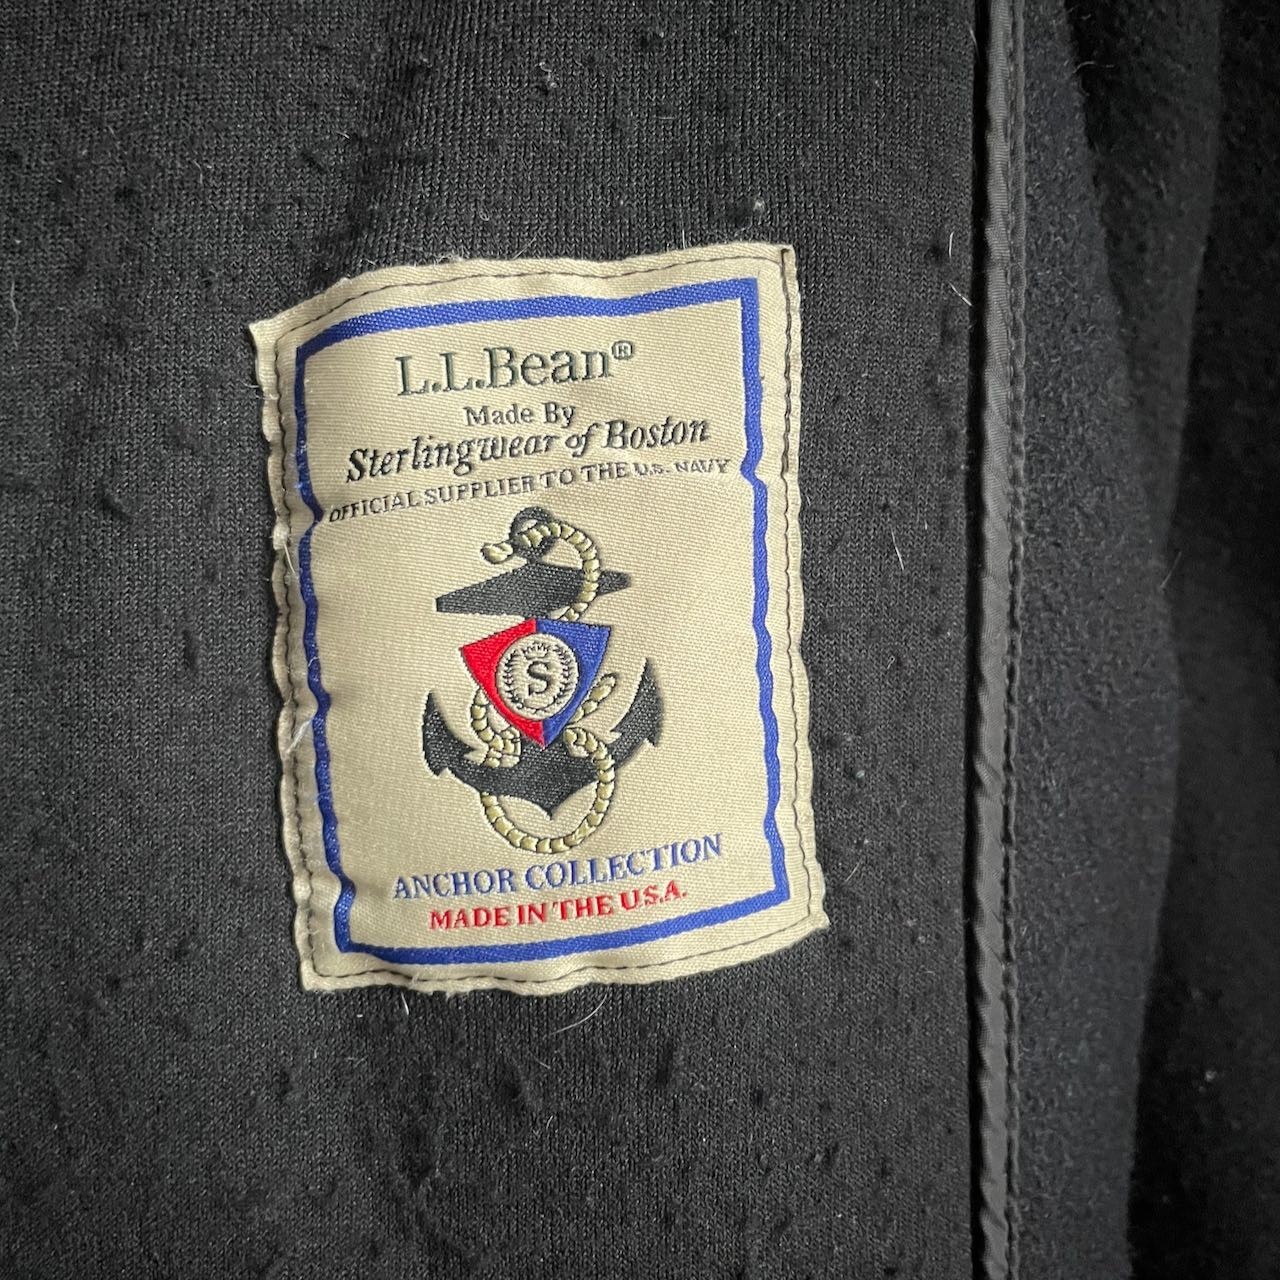 L.L.Bean®
Made By
Sterlingwear of Boston
OFFICIAL SUPPLIER TO THE U.S. NAVY
S
ANCHOR COLLECTION
MADE IN THE U.S.A.